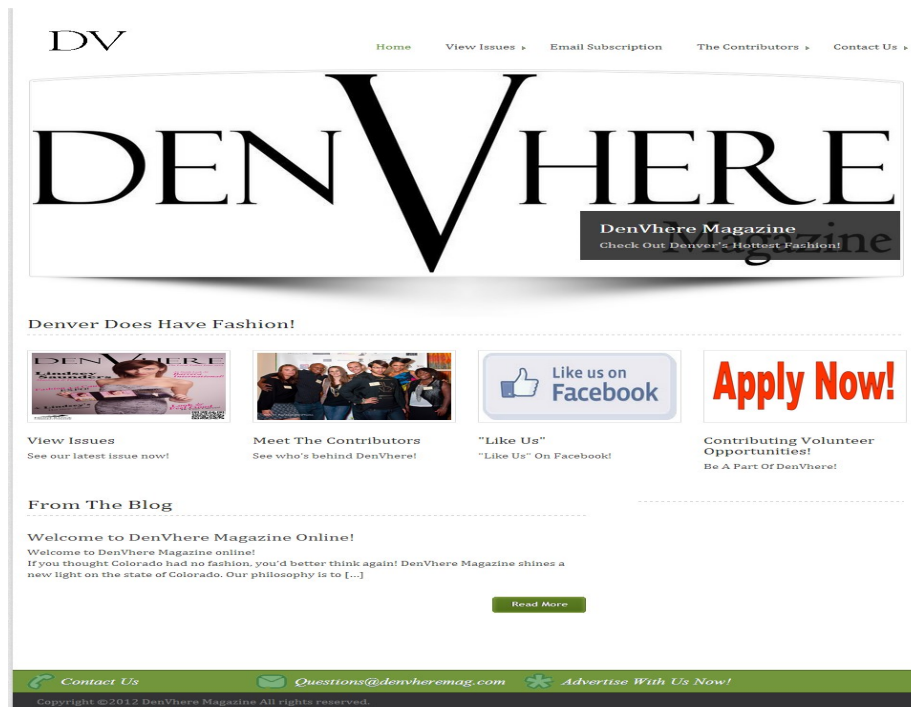 DV
Home View Issues Email Subscription The Contributors Contact Us
DENVHERE
Magazine
DenVhere Magazine
Check Out Denver's Hottest Fashion!
Denver Does Have Fashion!
DENVHERE
Lindsey
Saunders
Like us on
Facebook
Apply Now!
View Issues
See our latest issue now!
Meet The Contributors
See who's behind DenVhere!
"Like Us"
"Like Us" On Facebook!
Contributing Volunteer
Opportunities!
Be A Part Of DenVhere!
From The Blog
Welcome to DenVhere Magazine Online!
Welcome to DenVhere Magazine online!
If you thought Colorado had no fashion, you'd better think again! DenVhere Magazine shines a
new light on the state of Colorado. Our philosophy is to [...]
Read More
Contact Us Questions@denvheremag.com Advertise With Us Now!
Copyright ©2012 DenVhere Magazine All rights reserved.